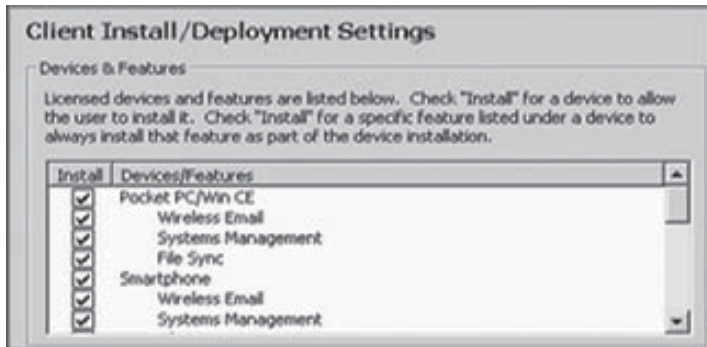 Client Install/Deployment Settings
Devices & Features
Licensed devices and features are listed below. Check "Install" for a device to allow
the user to install it. Check "Install" for a specific feature listed under a device to
always install that feature as part of the device installation.
Install Devices/Features
Pocket PC/Win CE
Wireless Email
Systems Management
File Sync
Smartphone
Wireless Email
Systems Management